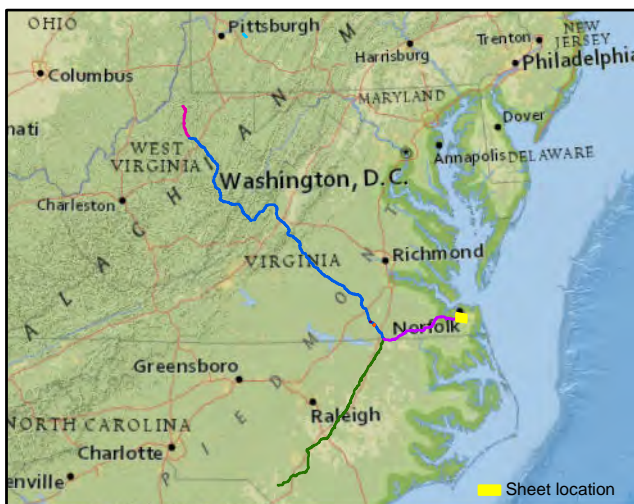 OHIO
Pittsburgh
NEW
JERSEY
Trenton
Harrisburg
Columbus
Philadelphia
MARYLAND
nati
Dover
WEST
VIRGINIA
Annapolis
DELAWARE
Washington, D.C.
Charleston
Richmond
VIRGINIA
Norfolk
Greensboro
Raleigh
NORTH CAROLINA
Charlotte
enville
A L A C H I A N M
P I E D M O N T
Sheet location